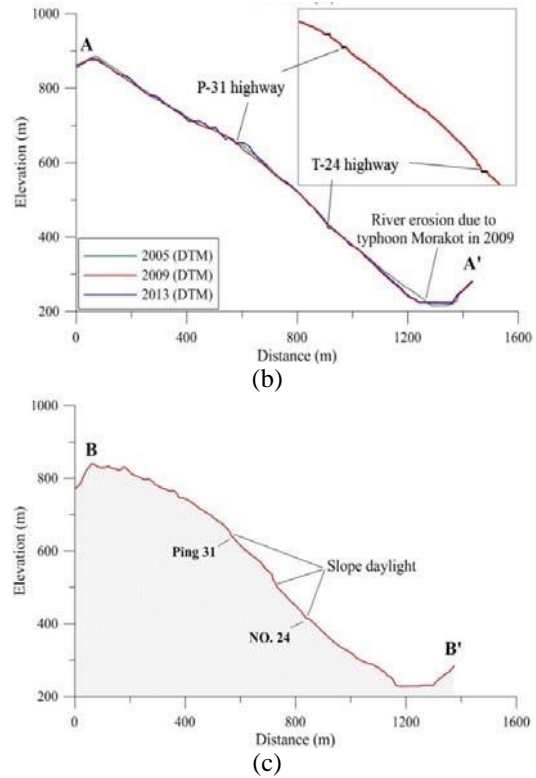 1000
A
P-31 highway
800
600
T-24 highway
400
River erosion due to
typhoon Morakot in 2009
2005 (DTM)
2009 (DTM)
2013 (DTM)
A'
200
0 400 800 1200 1600
Elevation (m)
Distance (m)
(b)
1000
B
800
600
Ping 31
Slope daylight
400
NO. 24
B'
200
0 400 800 1200 1600
Elevation (m)
Distance (m)
(c)